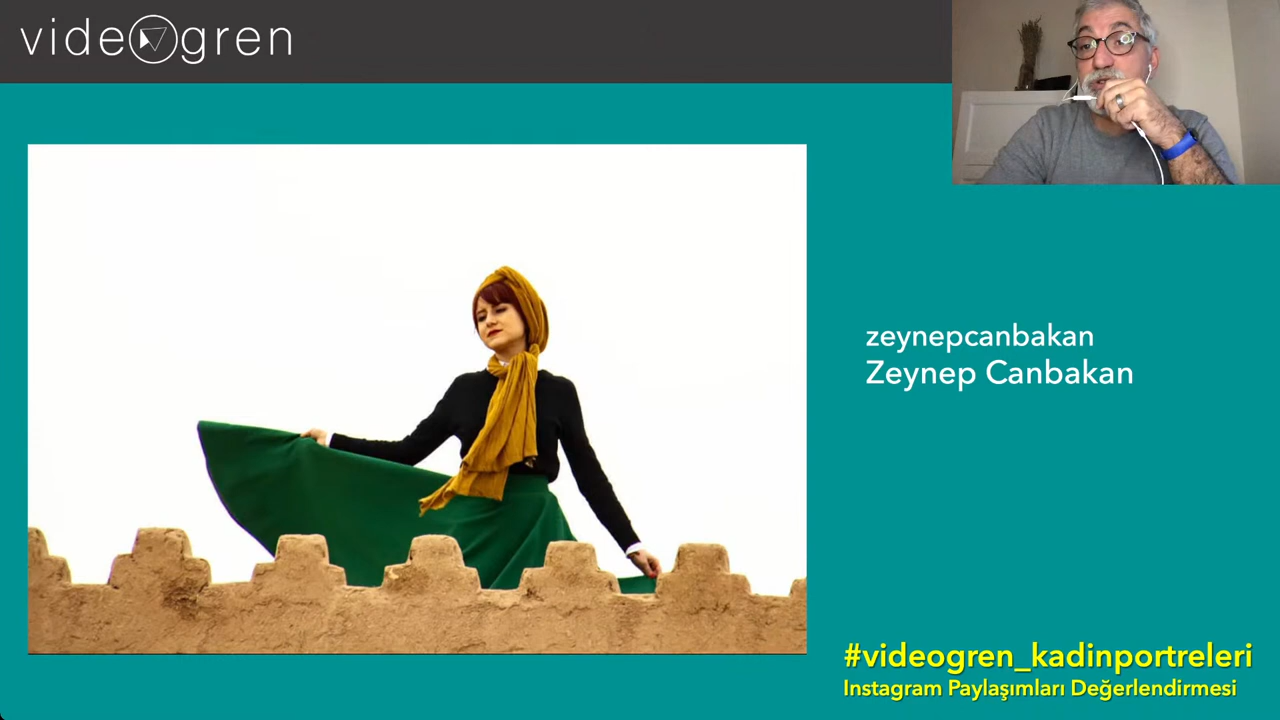 videogren
zeynepcanbakan
Zeynep Canbakan
#videogren_kadinportreleri
Instagram Paylaşımları Değerlendirmesi